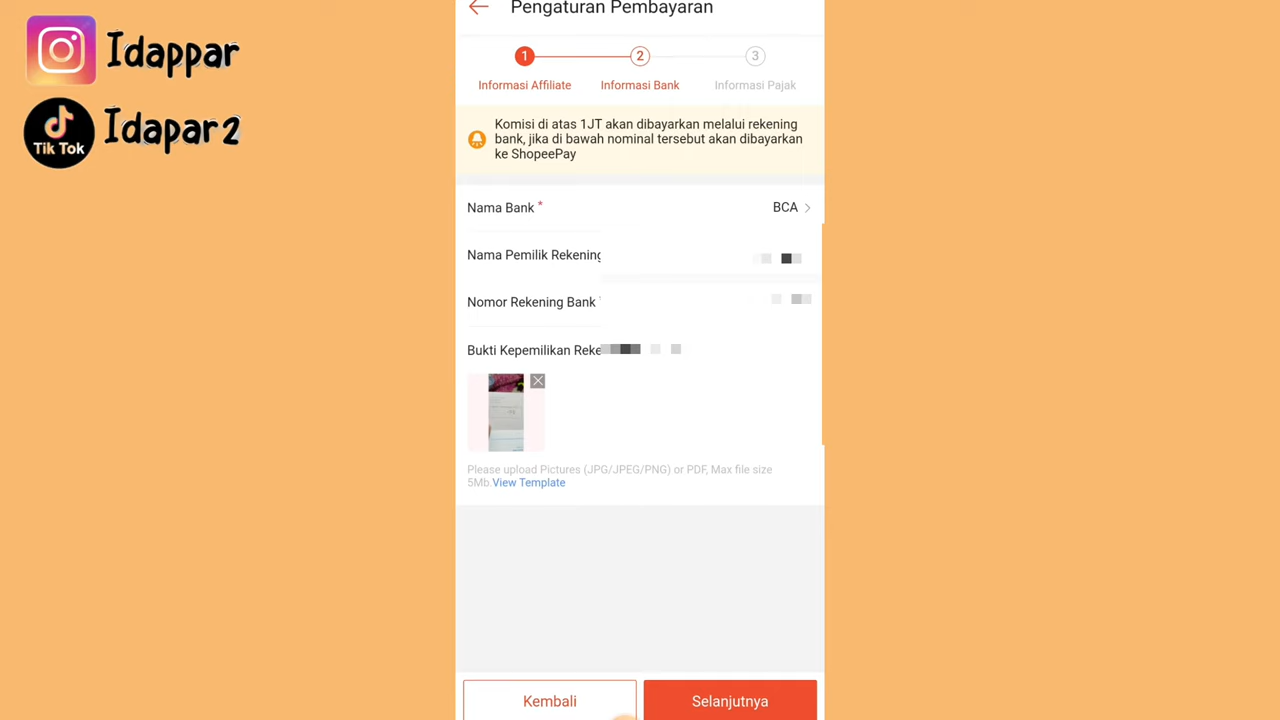 Idappar
Tik Tok
Idapar2
Pengaturan Pembayaran
1
2
3
Informasi Affiliate
Informasi Bank
Informasi Pajak
Komisi di atas 1JT akan dibayarkan melalui rekening
bank, jika di bawah nominal tersebut akan dibayarkan
ke ShopeePay
Nama Bank *
BCA
Nama Pemilik Rekening
Nomor Rekening Bank
Bukti Kepemilikan Reke
Please upload Pictures (JPG/JPEG/PNG) or PDF, Max file size
5Mb.View Template
Kembali
Selanjutnya